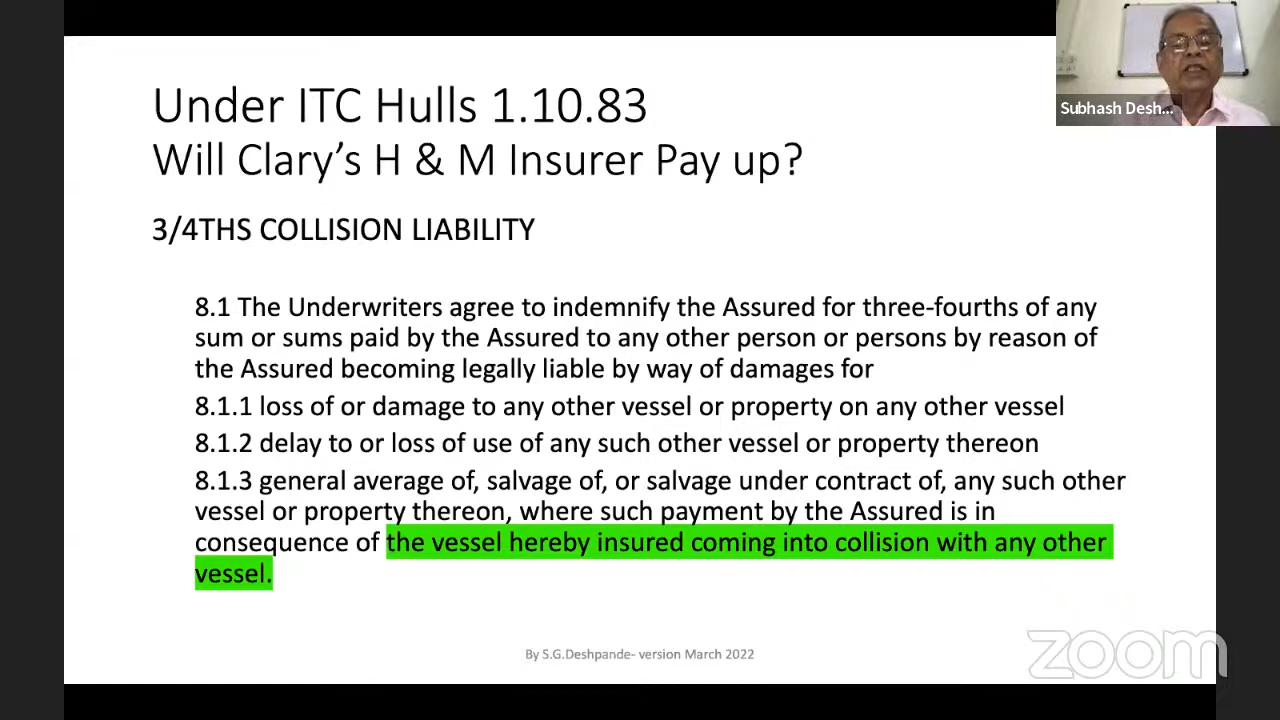 Under ITC Hulls 1.10.83
Will Clary's H & M Insurer Pay up?
Subhash Desh...
3/4THS COLLISION LIABILITY
8.1 The Underwriters agree to indemnify the Assured for three-fourths of any
sum or sums paid by the Assured to any other person or persons by reason of
the Assured becoming legally liable by way of damages for
8.1.1 loss of or damage to any other vessel or property on any other vessel
8.1.2 delay to or loss of use of any such other vessel or property thereon
8.1.3 general average of, salvage of, or salvage under contract of, any such other
vessel or property thereon, where such payment by the Assured is in
consequence of the vessel hereby insured coming into collision with any other
vessel.
By S.G.Deshpande- version March 2022
zoom